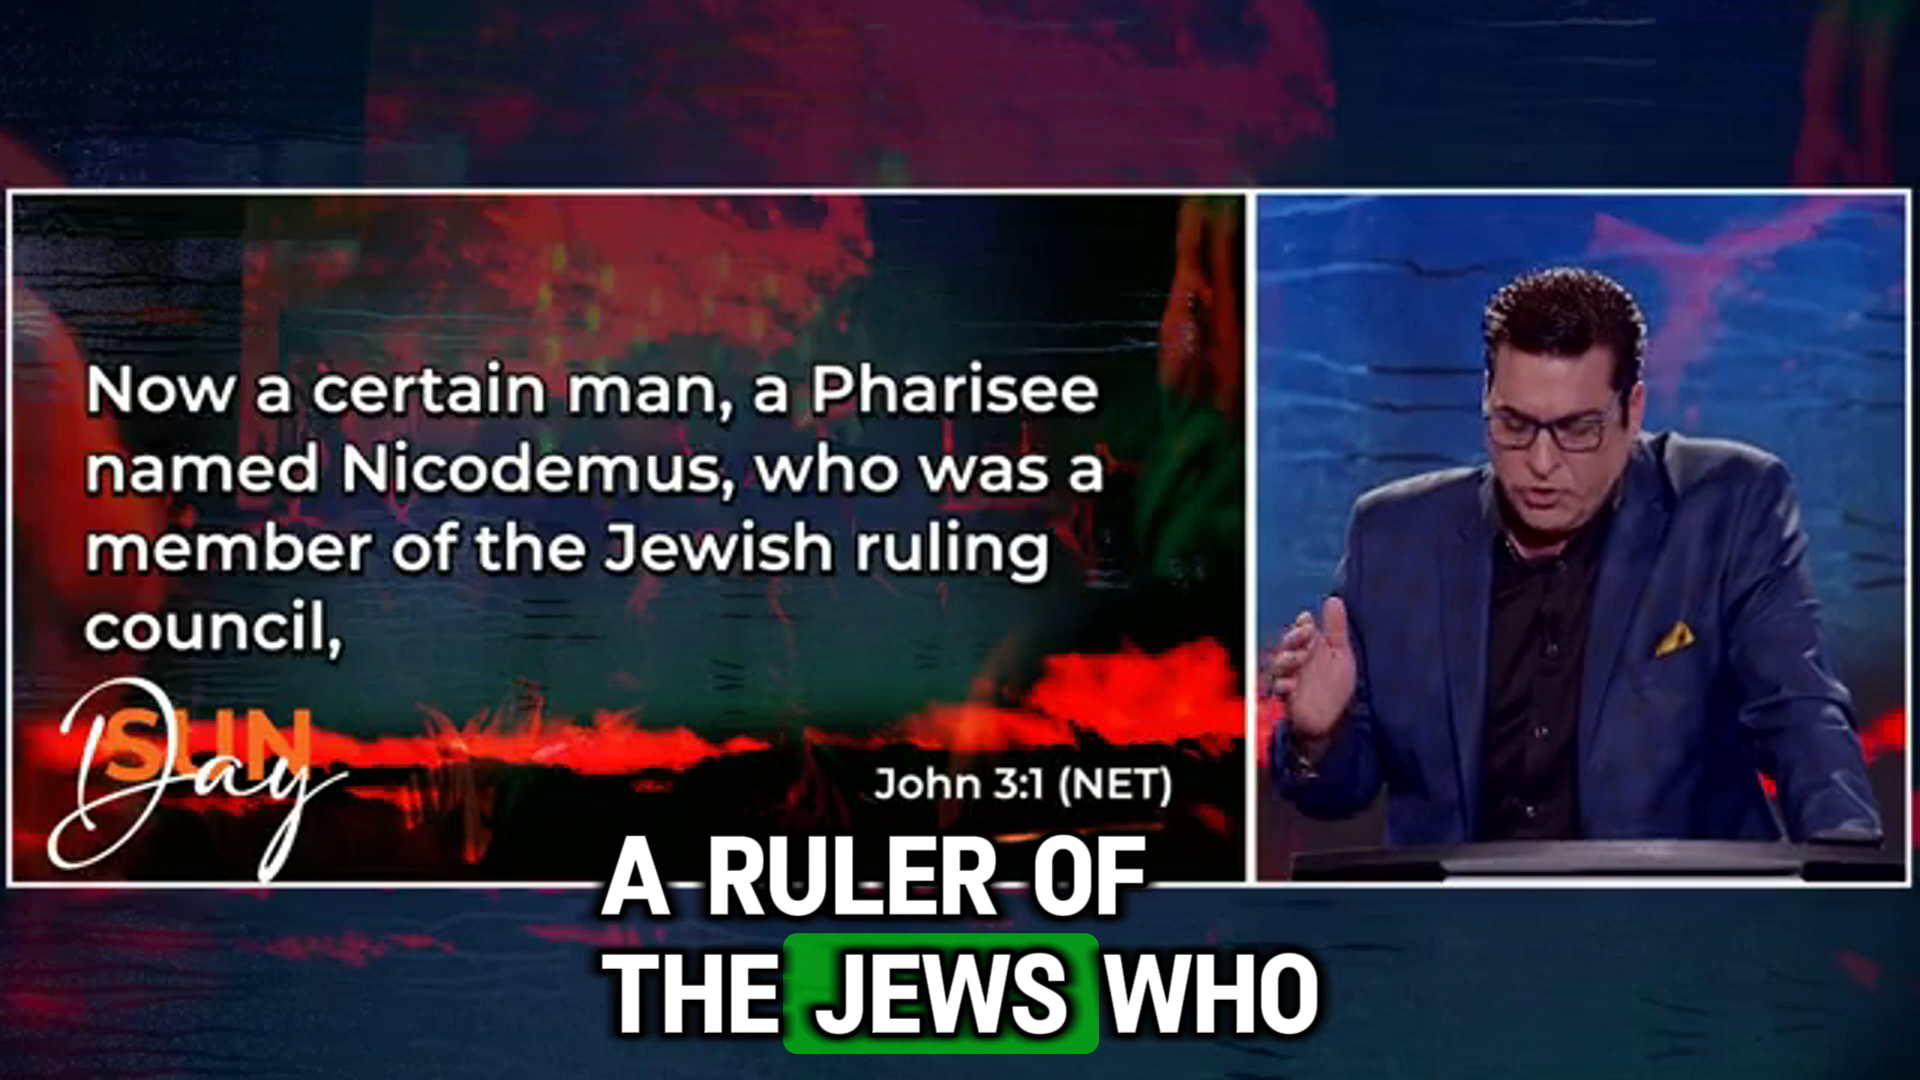 Now a certain man, a Pharisee
named Nicodemus, who was a
member of the Jewish ruling
council,
SUN
Day
John 3:1 (NET)
A RULER OF
THE JEWS WHO